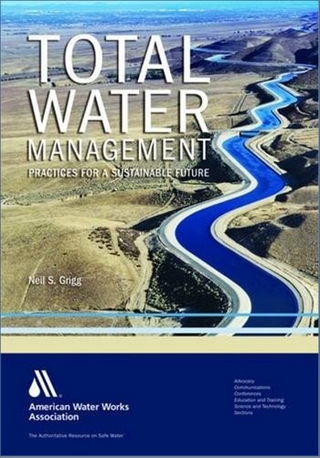 TOTAL
WATER
MANAGEMENT
PRACTICES FOR A SUSTAINABLE FUTURE
Neil S. Grigg
American Water Works
Association
The Authoritative Resource on Safe Water
Advocacy
Communications
Conferences
Education and Training
Science and Technology
Sections